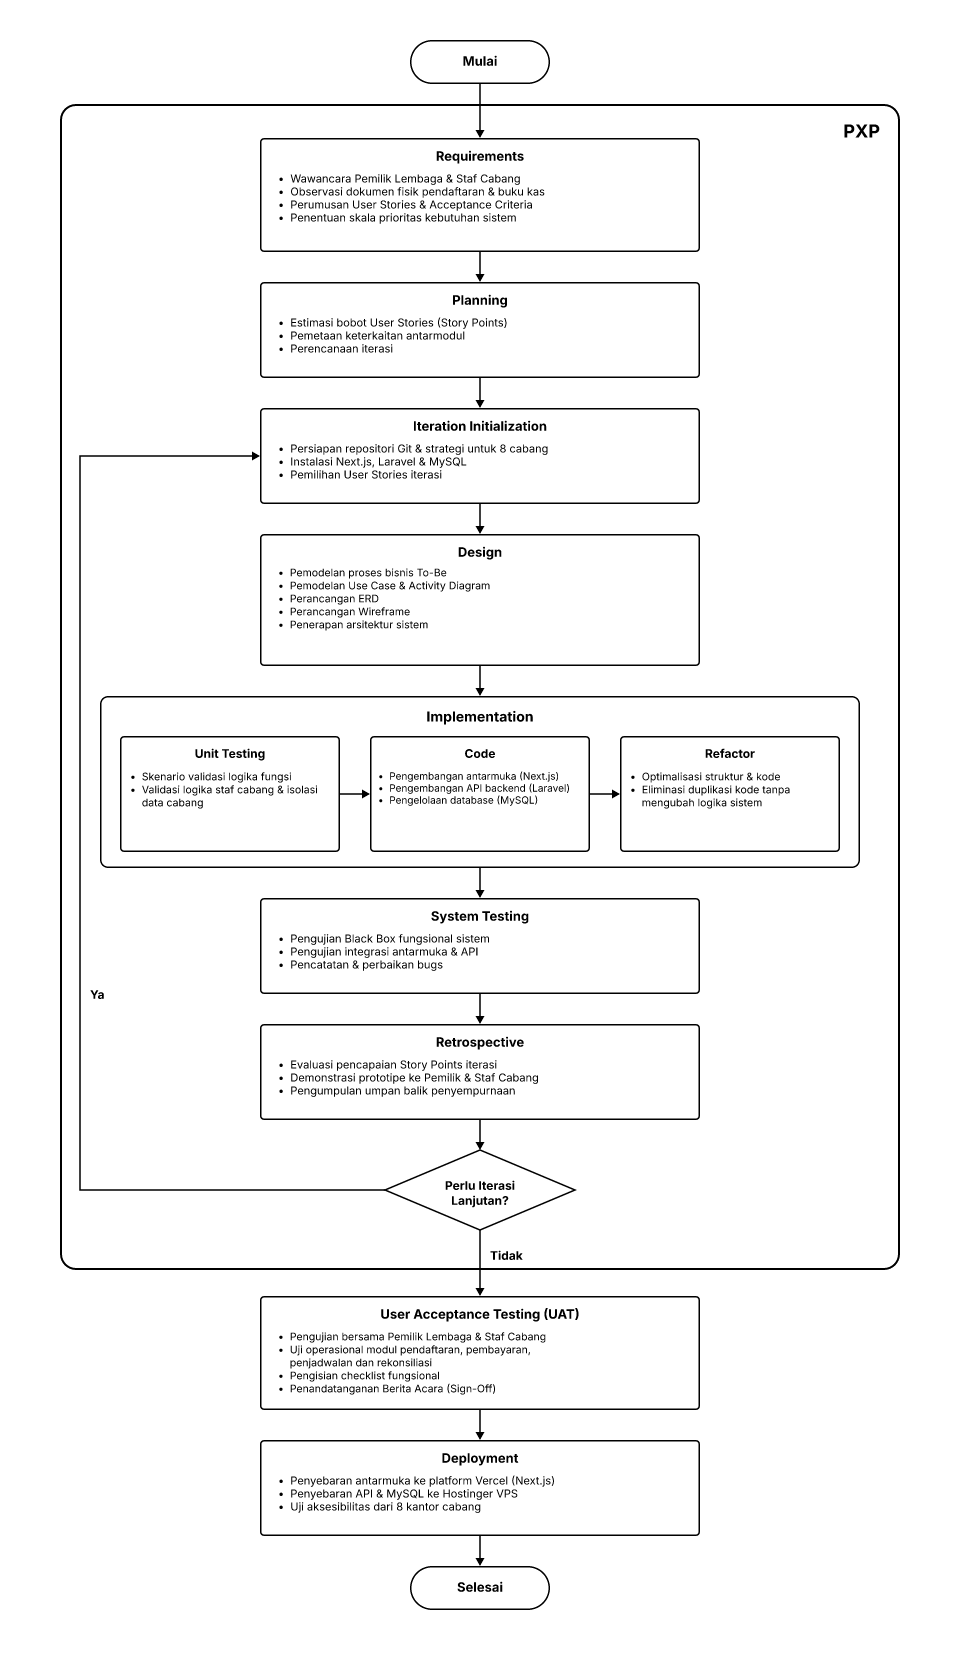 Mulai
PXP
Requirements
• Wawancara Pemilik Lembaga & Staf Cabang
• Observasi dokumen fisik pendaftaran & buku kas
• Perumusan User Stories & Acceptance Criteria
• Penentuan skala prioritas kebutuhan sistem
Planning
• Estimasi bobot User Stories (Story Points)
• Pemetaan keterkaitan antarmodul
• Perencanaan iterasi
Iteration Initialization
• Persiapan repositori Git & strategi untuk 8 cabang
• Instalasi Next.js, Laravel & MySQL
• Pemilihan User Stories iterasi
Design
• Pemodelan proses bisnis To-Be
• Pemodelan Use Case & Activity Diagram
• Perancangan ERD
• Perancangan Wireframe
• Penerapan arsitektur sistem
Implementation
Unit Testing
• Skenario validasi logika fungsi
• Validasi logika staf cabang & isolasi
data cabang
Code
• Pengembangan antarmuka (Next.js)
• Pengembangan API backend (Laravel)
• Pengelolaan database (MySQL)
Refactor
• Optimalisasi struktur & kode
• Eliminasi duplikasi kode tanpa
mengubah logika sistem
System Testing
• Pengujian Black Box fungsional sistem
• Pengujian integrasi antarmuka & API
• Pencatatan & perbaikan bugs
Ya
Retrospective
• Evaluasi pencapaian Story Points iterasi
• Demonstrasi prototipe ke Pemilik & Staf Cabang
• Pengumpulan umpan balik penyempurnaan
Perlu Iterasi
Lanjutan?
Tidak
User Acceptance Testing (UAT)
• Pengujian bersama Pemilik Lembaga & Staf Cabang
• Uji operasional modul pendaftaran, pembayaran,
penjadwalan dan rekonsiliasi
• Pengisian checklist fungsional
• Penandatanganan Berita Acara (Sign-Off)
Deployment
• Penyebaran antarmuka ke platform Vercel (Next.js)
• Penyebaran API & MySQL ke Hostinger VPS
• Uji aksesibilitas dari 8 kantor cabang
Selesai